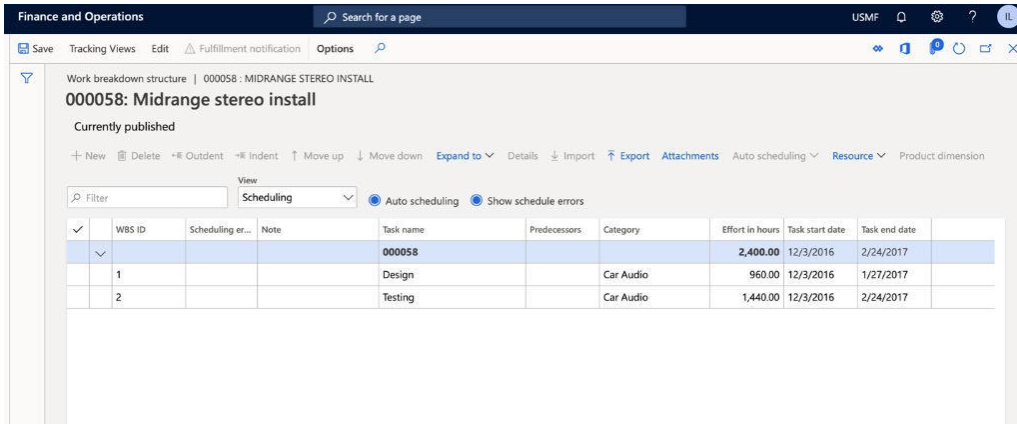 Finance and Operations Search for a page USMF ? IL
Save Tracking Views Edit Fulfillment notification Options 0
Work breakdown structure | 000058 : MIDRANGE STEREO INSTALL
000058: Midrange stereo install
Currently published
New Delete Outdent Indent Move up Move down Expand to Details Import Export Attachments Auto scheduling Resource Product dimension
View
Filter Scheduling Auto scheduling Show schedule errors
WBS ID Scheduling er... Note Task name Predecessors Category Effort in hours Task start date Task end date
000058 2,400.00 12/3/2016 2/24/2017
1 Design Car Audio 960.00 12/3/2016 1/27/2017
2 Testing Car Audio 1,440.00 12/3/2016 2/24/2017